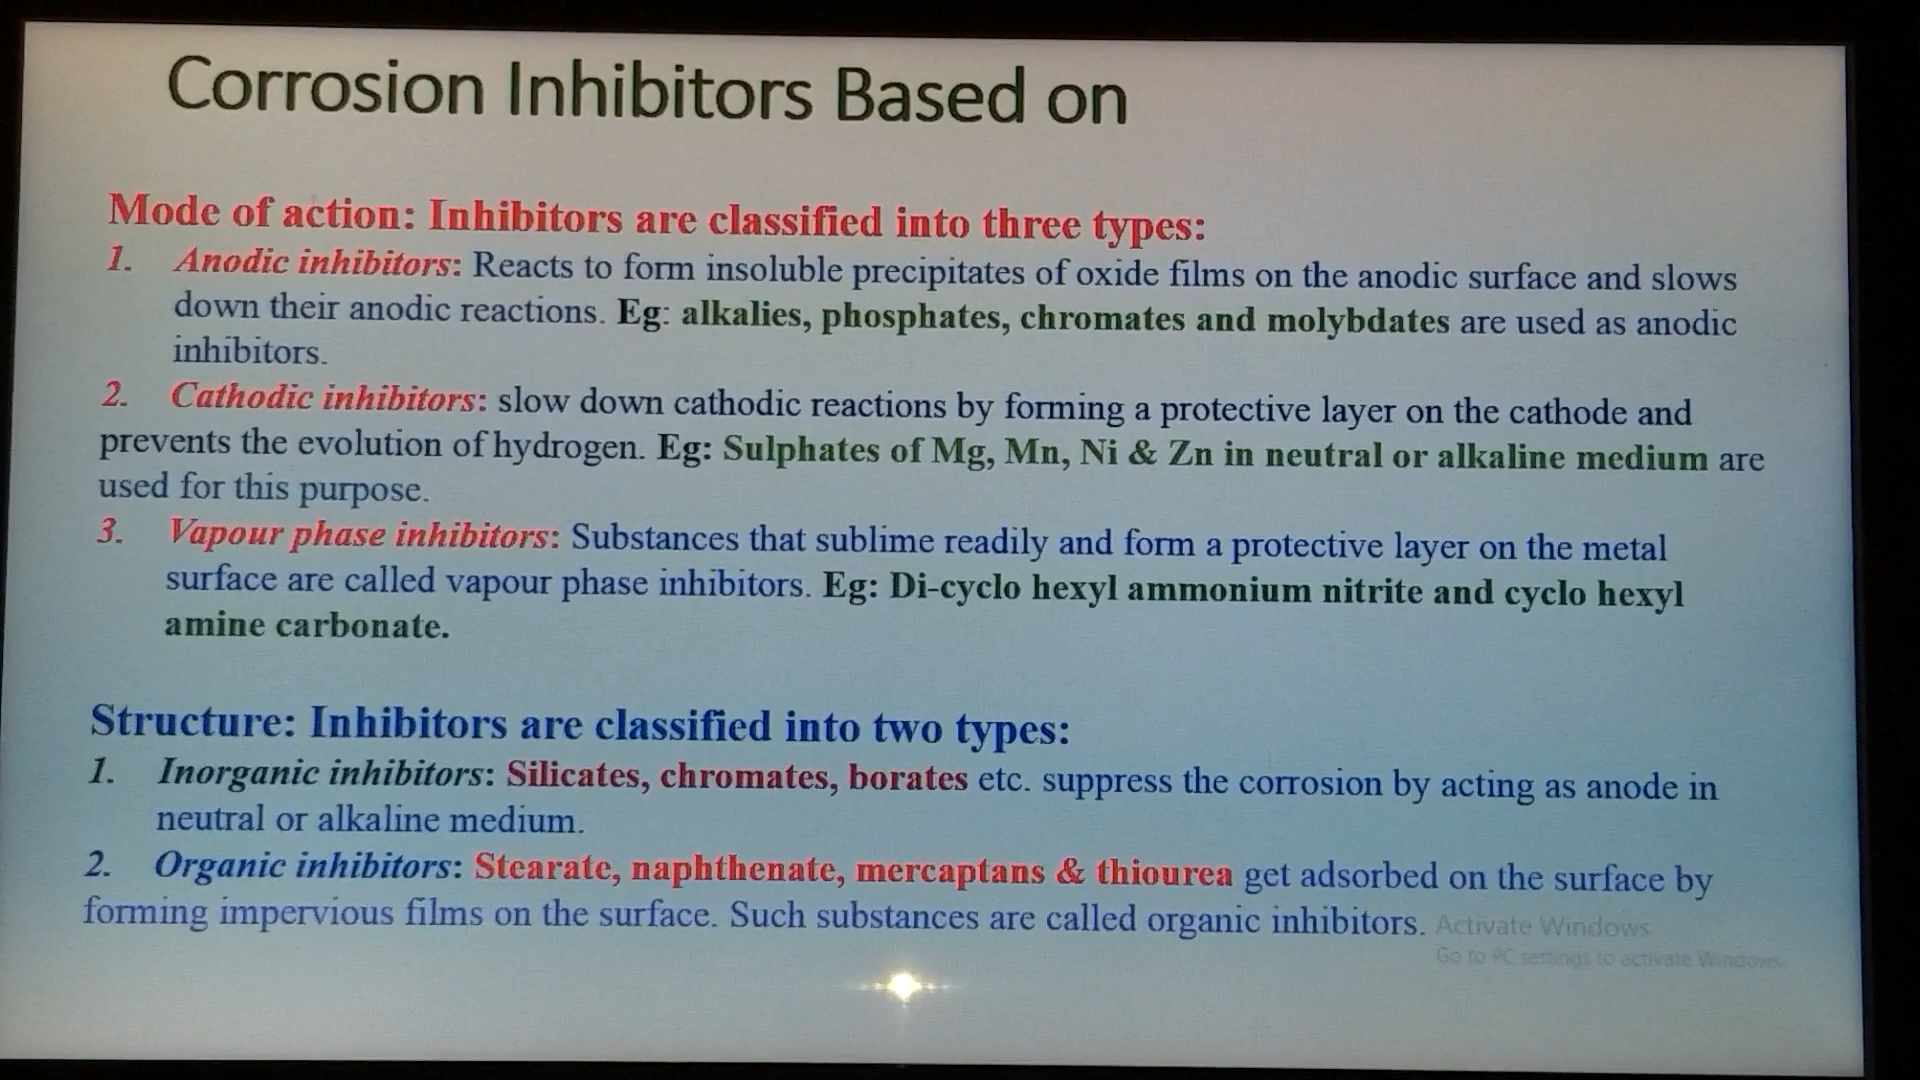 Corrosion Inhibitors Based on
Mode of action: Inhibitors are classified into three types:
1. Anodic inhibitors: Reacts to form insoluble precipitates of oxide films on the anodic surface and slows
down their anodic reactions. Eg: alkalies, phosphates, chromates and molybdates are used as anodic
inhibitors.
2. Cathodic inhibitors: slow down cathodic reactions by forming a protective layer on the cathode and
prevents the evolution of hydrogen. Eg: Sulphates of Mg, Mn, Ni & Zn in neutral or alkaline medium are
used for this purpose.
3. Vapour phase inhibitors: Substances that sublime readily and form a protective layer on the metal
surface are called vapour phase inhibitors. Eg: Di-cyclo hexyl ammonium nitrite and cyclo hexyl
amine carbonate.
Structure: Inhibitors are classified into two types:
1. Inorganic inhibitors: Silicates, chromates, borates etc. suppress the corrosion by acting as anode in
neutral or alkaline medium.
2. Organic inhibitors: Stearate, naphthenate, mercaptans & thiourea get adsorbed on the surface by
forming impervious films on the surface. Such substances are called organic inhibitors.
Activate Windows
Go to PC settings to activate Windows.